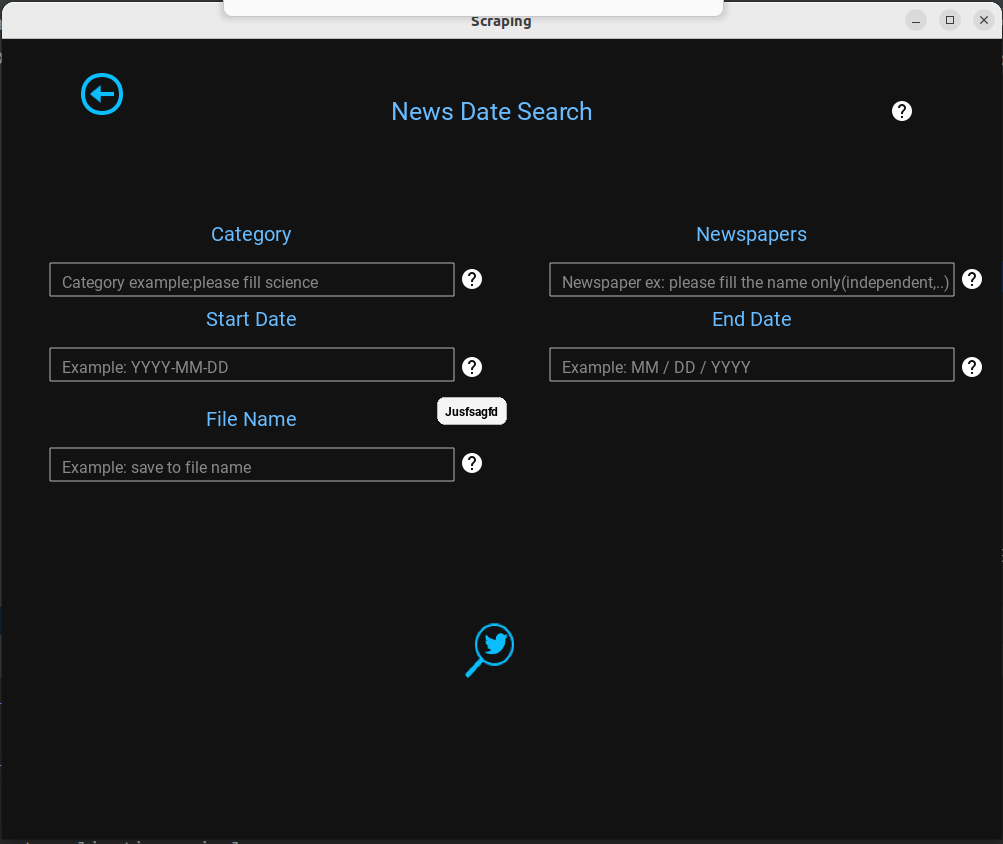 Scraping
News Date Search
?
Category
Newspapers
Category example:please fill science
?
Newspaper ex: please fill the name only(independent,..)
?
Start Date
End Date
Example: YYYY-MM-DD
?
Example: MM / DD / YYYY
?
File Name
Jusfsagfd
Example: save to file name
?